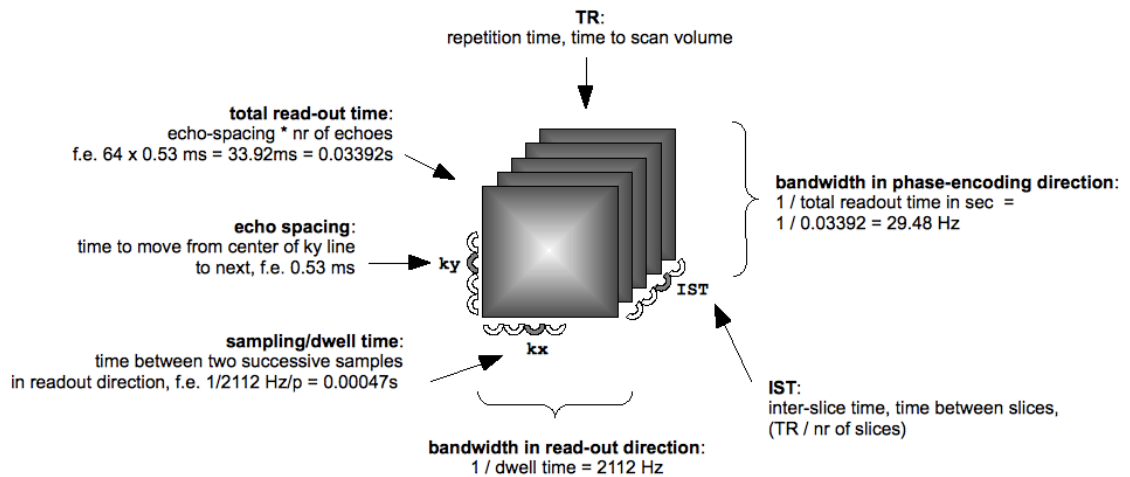 TR:
repetition time, time to scan volume
total read-out time:
echo-spacing * nr of echoes
f.e. 64 x 0.53 ms = 33.92ms = 0.03392s
bandwidth in phase-encoding direction:
1 / total readout time in sec =
1 / 0.03392 = 29.48 Hz
echo spacing:
time to move from center of ky line
to next, f.e. 0.53 ms
ky
IST
sampling/dwell time:
time between two successive samples
in readout direction, f.e. 1/2112 Hz/p = 0.00047s
kx
IST:
inter-slice time, time between slices,
(TR / nr of slices)
bandwidth in read-out direction:
1 / dwell time = 2112 Hz